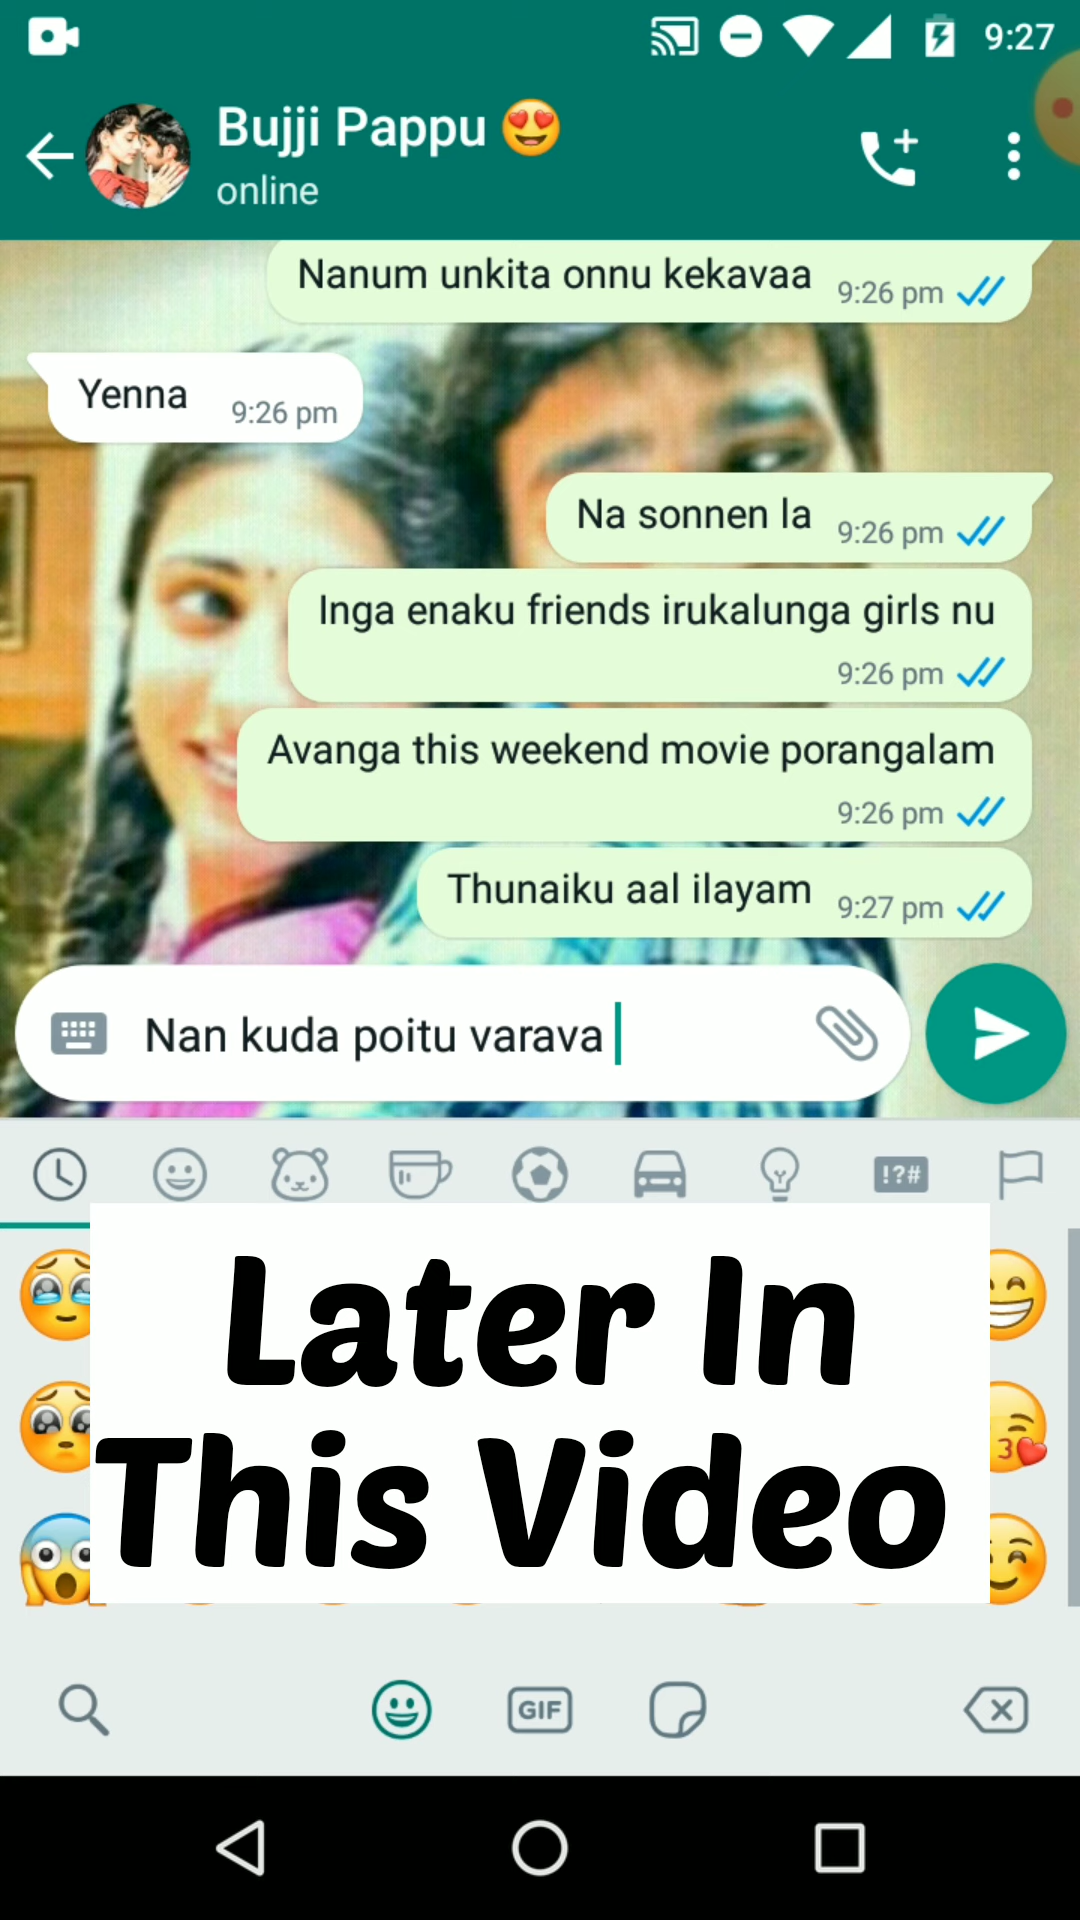 9:27
Bujji Pappu 😍
online
Nanum unkita onnu kekavaa 9:26 pm
Yenna 9:26 pm
Na sonnen la 9:26 pm
Inga enaku friends irukalunga girls nu
9:26 pm
Avanga this weekend movie porangalam
9:26 pm
Thunaiku aal ilayam 9:27 pm
Nan kuda poitu varava
!?#
Later In
This Video
GIF